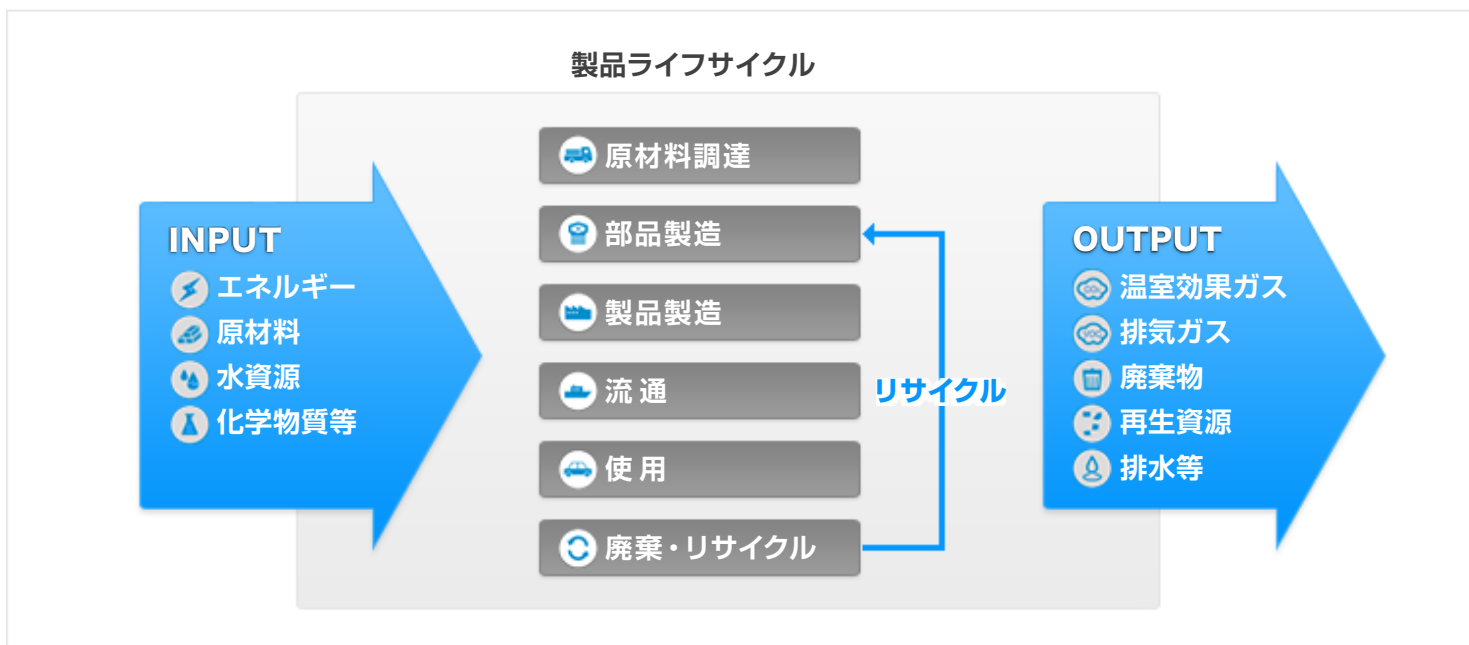 製品ライフサイクル
INPUT
エネルギー
原材料
水資源
化学物質等
原材料調達
部品製造
製品製造
流通
使用
廃棄・リサイクル
リサイクル
OUTPUT
温室効果ガス
CO₂
排気ガス
VOC
廃棄物
再生資源
排水等